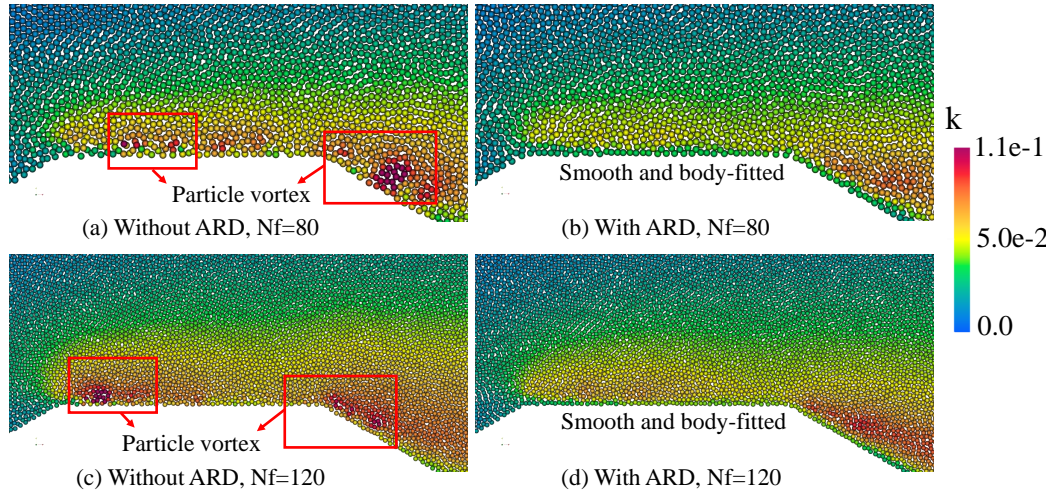 Smooth and body-fitted
Particle vortex
(a) Without ARD, Nf=80
(b) With ARD, Nf=80
k
1.1e-1
5.0e-2
0.0
Smooth and body-fitted
Particle vortex
(c) Without ARD, Nf=120
(d) With ARD, Nf=120